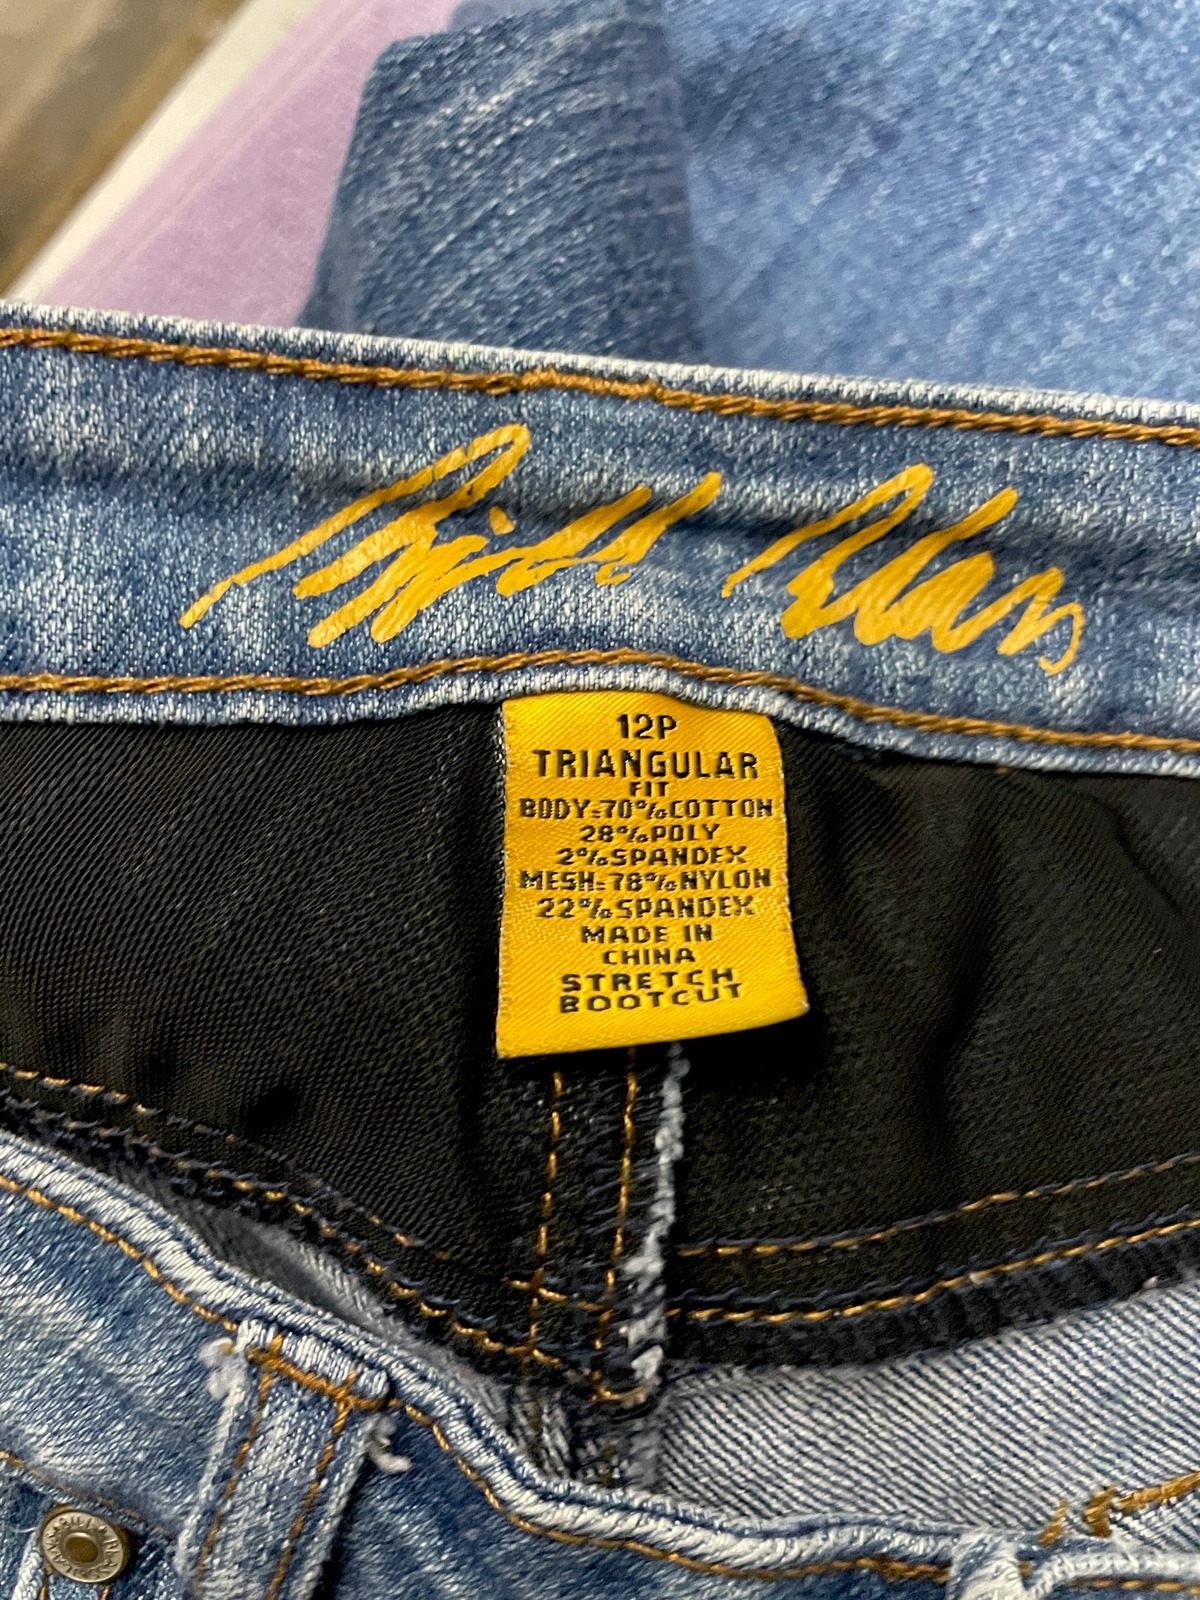 12P
TRIANGULAR
FIT
BODY=70%COTTON
28%POLY
2%SPANDEX
MESH=78%NYLON
22%SPANDEX
MADE IN
CHINA
STRETCH
BOOTCUT